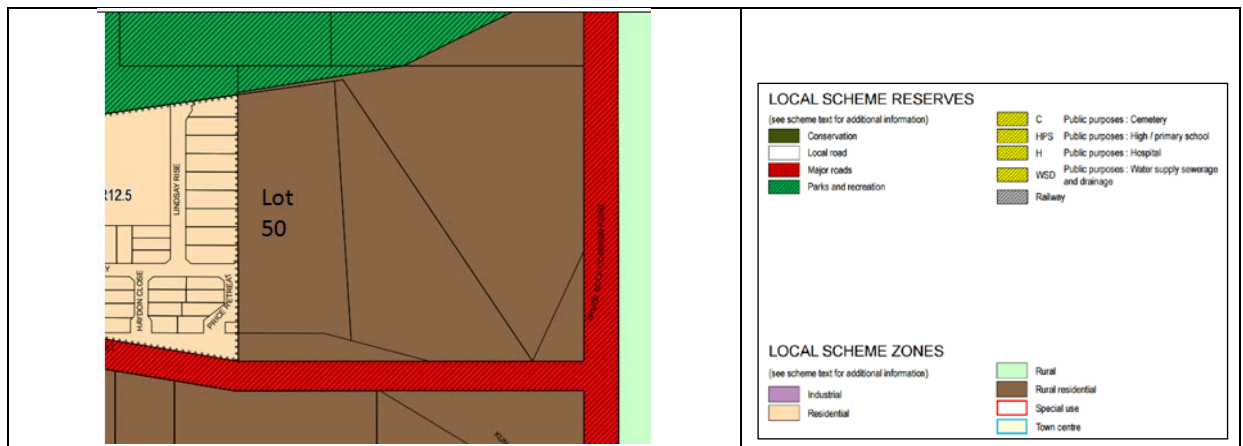 LINDSAY RISE
R12.5
Lot
50
HAYDON CLOSE
PRICE RETREAT
LOCAL SCHEME RESERVES
(see scheme text for additional information)
Conservation
Local road
Major roads
Parks and recreation
C Public purposes : Cemetery
HPS Public purposes : High / primary school
H Public purposes : Hospital
WSD Public purposes : Water supply sewerage
and drainage
Railway
LOCAL SCHEME ZONES
(see scheme text for additional information)
Industrial
Residential
Rural
Rural residential
Special use
Town centre